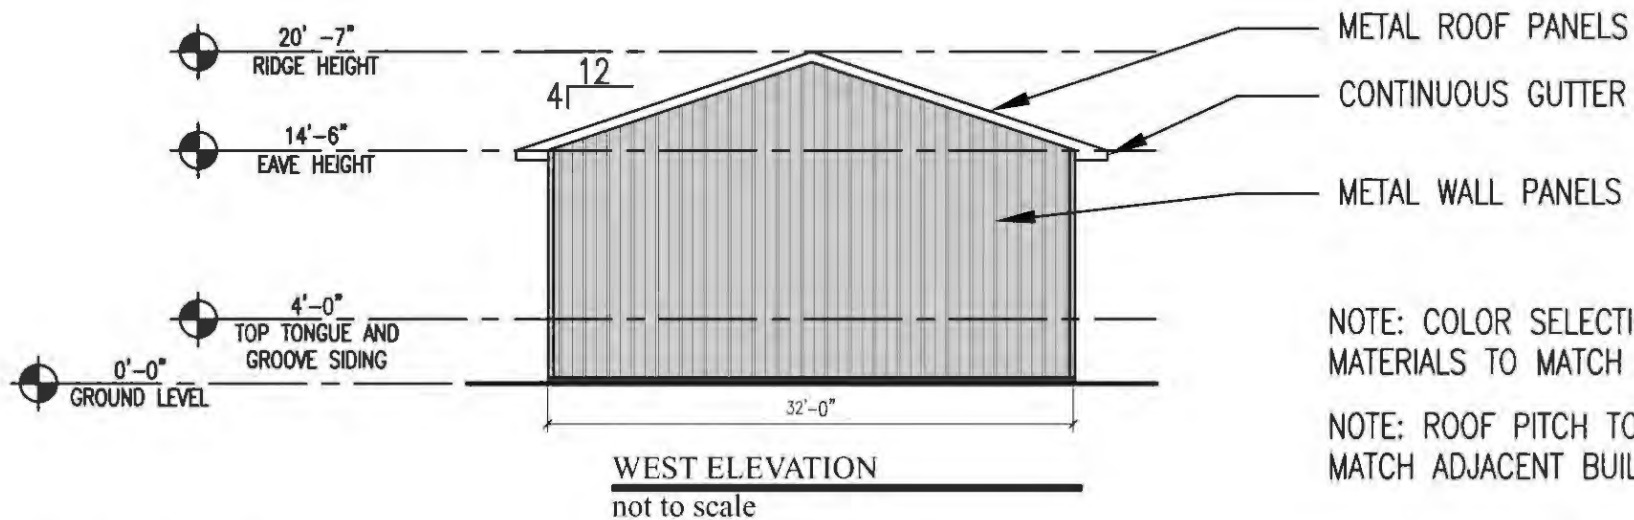 20' -7"
RIDGE HEIGHT
14'-6"
EAVE HEIGHT
4'-0"
TOP TONGUE AND
GROOVE SIDING
0'-0"
GROUND LEVEL
12
4
32'-0"
METAL ROOF PANELS
CONTINUOUS GUTTER
METAL WALL PANELS
NOTE: COLOR SELECTI
MATERIALS TO MATCH
NOTE: ROOF PITCH TO
MATCH ADJACENT BUIL
WEST ELEVATION
not to scale